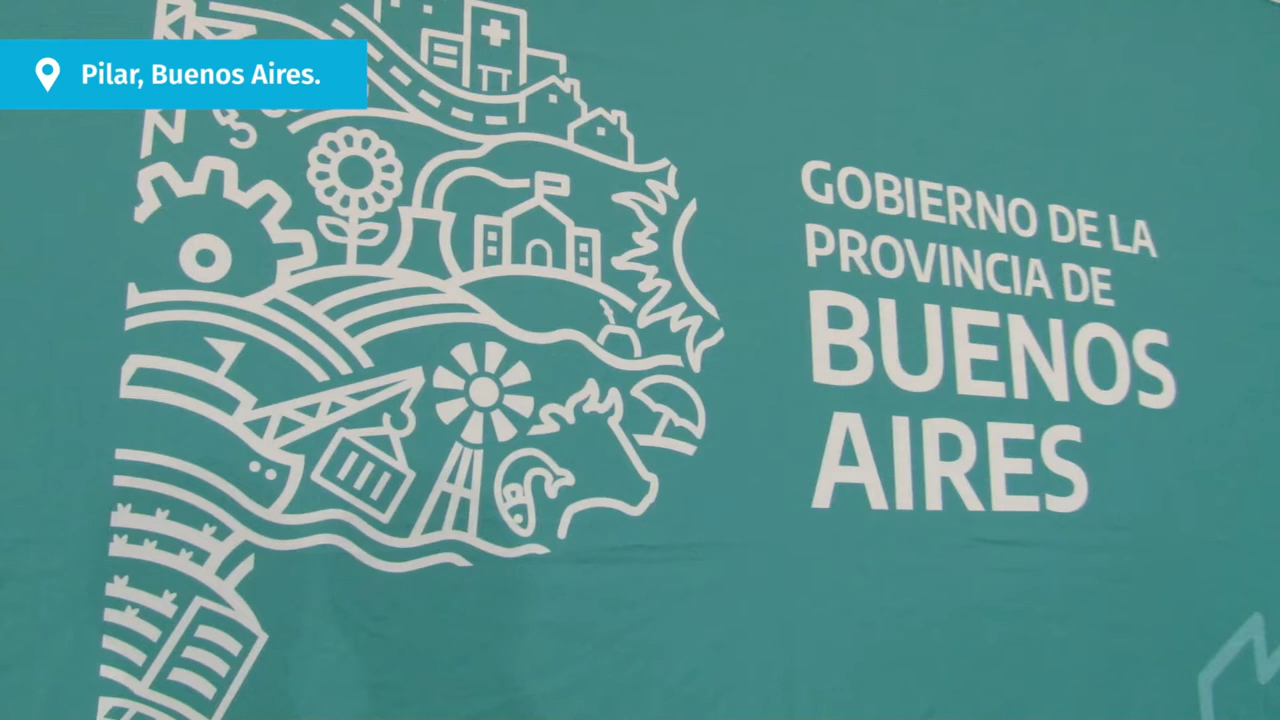 Pilar, Buenos Aires.
GOBIERNO DE LA
PROVINCIA DE
BUENOS
AIRES